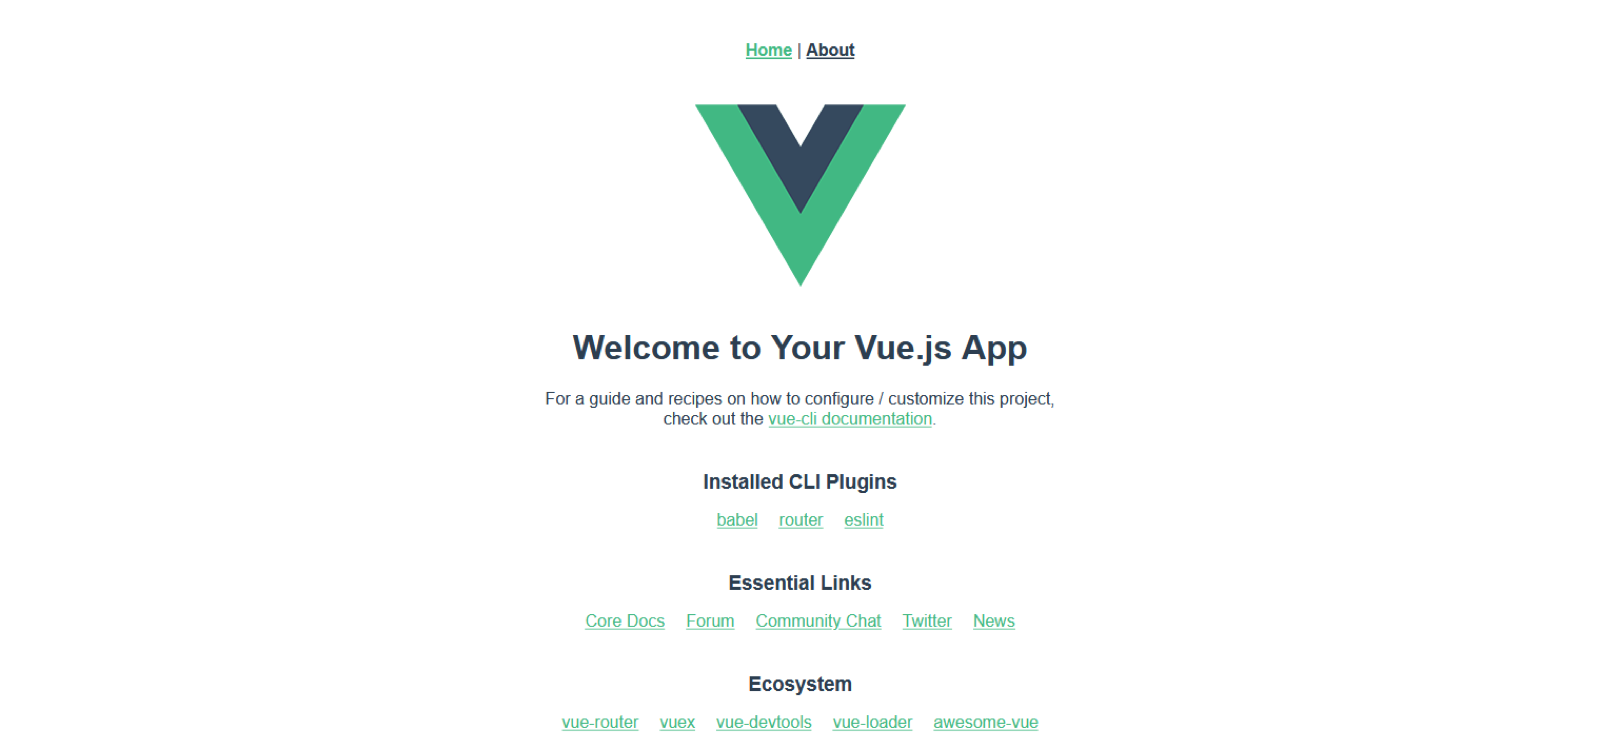 Home | About
Welcome to Your Vue.js App
For a guide and recipes on how to configure / customize this project,
check out the vue-cli documentation.
Installed CLI Plugins
babel router eslint
Essential Links
Core Docs Forum Community Chat Twitter News
Ecosystem
vue-router vuex vue-devtools vue-loader awesome-vue